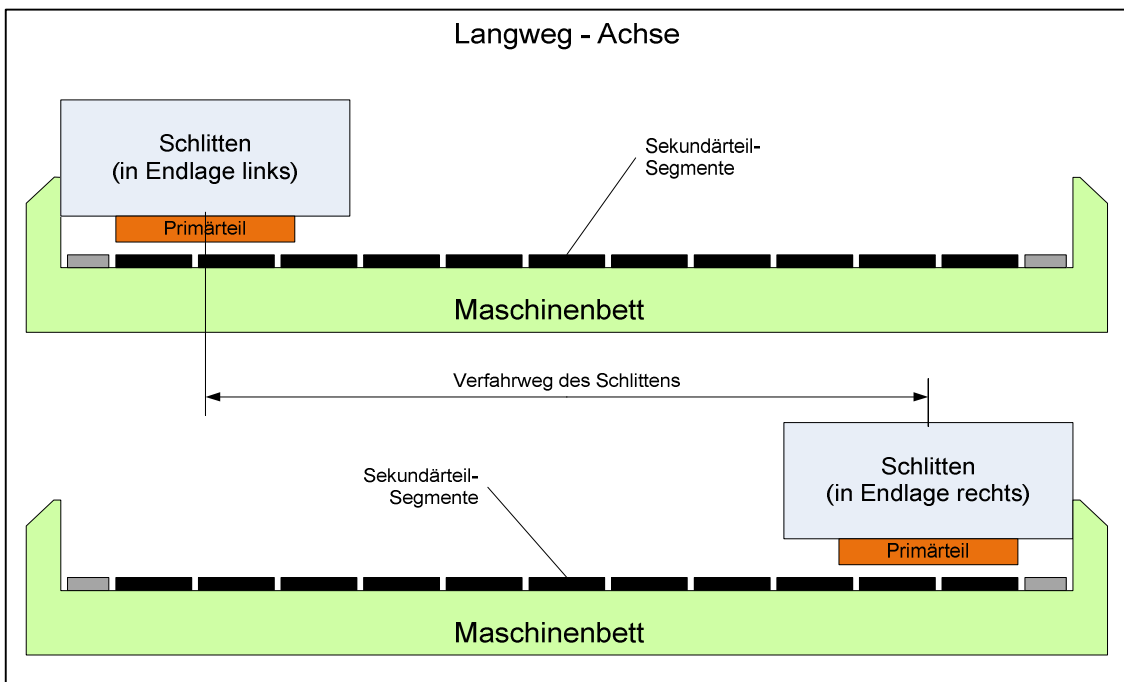 Langweg - Achse
Schlitten
(in Endlage links)
Sekundärteil-
Segmente
Primärteil
Maschinenbett
Verfahrweg des Schlittens
Schlitten
(in Endlage rechts)
Sekundärteil-
Segmente
Primärteil
Maschinenbett